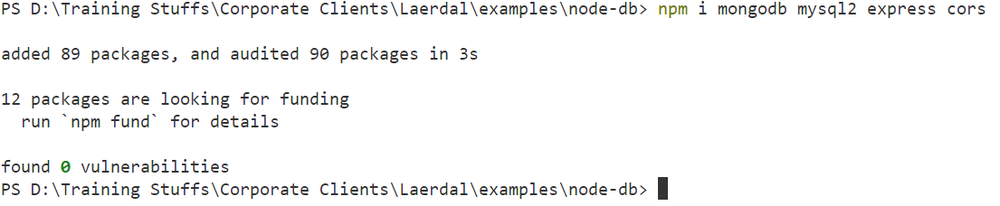 PS D:\Training Stuffs\Corporate Clients\Laerdal\examples\node-db> npm i mongodb mysql2 express cors
added 89 packages, and audited 90 packages in 3s
12 packages are looking for funding
  run `npm fund` for details
found 0 vulnerabilities
PS D:\Training Stuffs\Corporate Clients\Laerdal\examples\node-db>